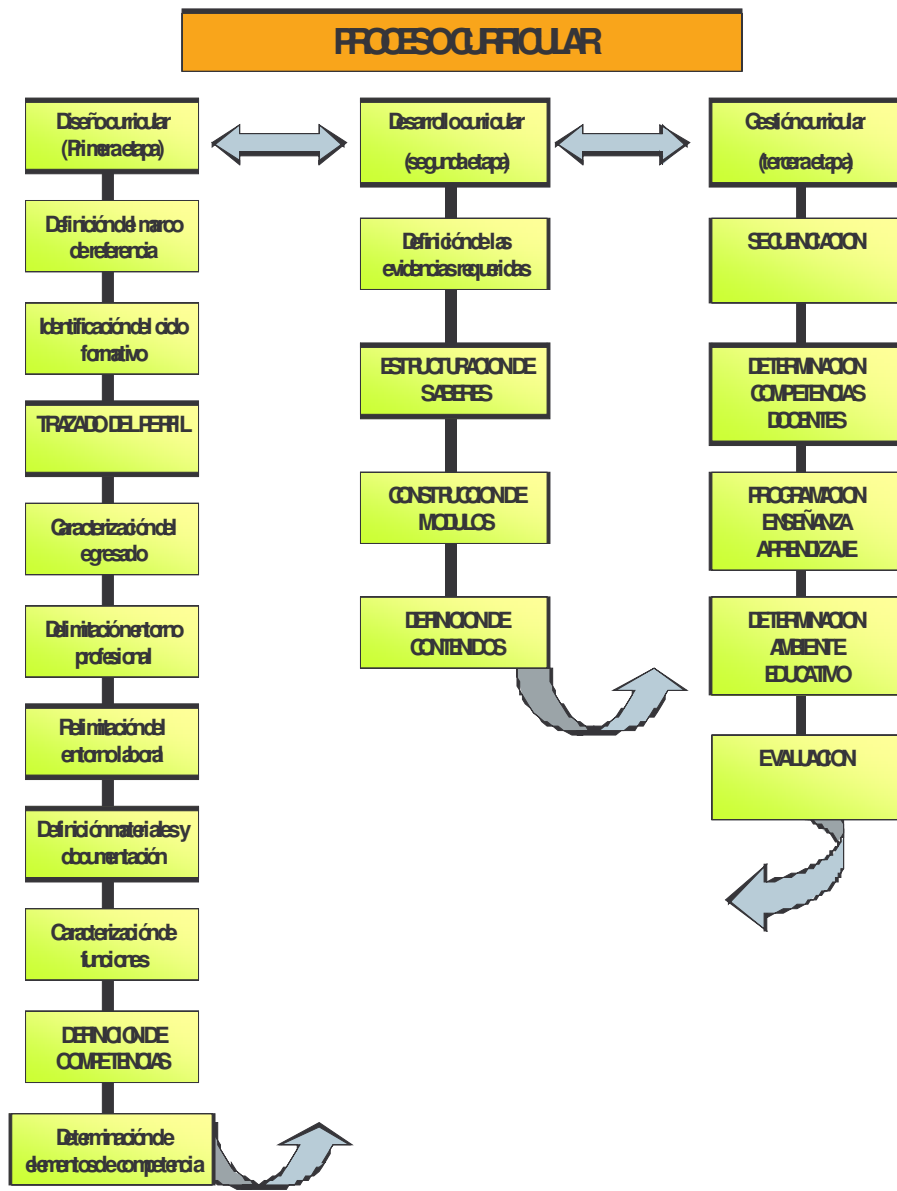 PROCESO CURRICULAR
Diseño curricular
(Primera etapa)
Definición del marco
de referencia
Identificación del ciclo
formativo
TRAZADO DEL PERFIL
Caracterización del
egresado
Delimitación entorno
profesional
Relimitación del
entorno laboral
Definición materiales y
documentación
Caracterización de
funciones
DEFINCION DE
COMPETENCIAS
Determinación de
elementos de competencia
Desarrollo curricular
(segunda etapa)
Definición de las
evidencias requeridas
ESTRUCTURACION DE
SABERES
CONSTRUCCION DE
MODULOS
DEFINICION DE
CONTENIDOS
Gestión curricular
(tercera etapa)
SECUENCIACION
DETERMINACION
COMPETENCIAS
DOCENTES
PROGRAMACION
ENSEÑANZA
APRENDIZAJE
DETERMINACION
AMBIENTE
EDUCATIVO
EVALUACION